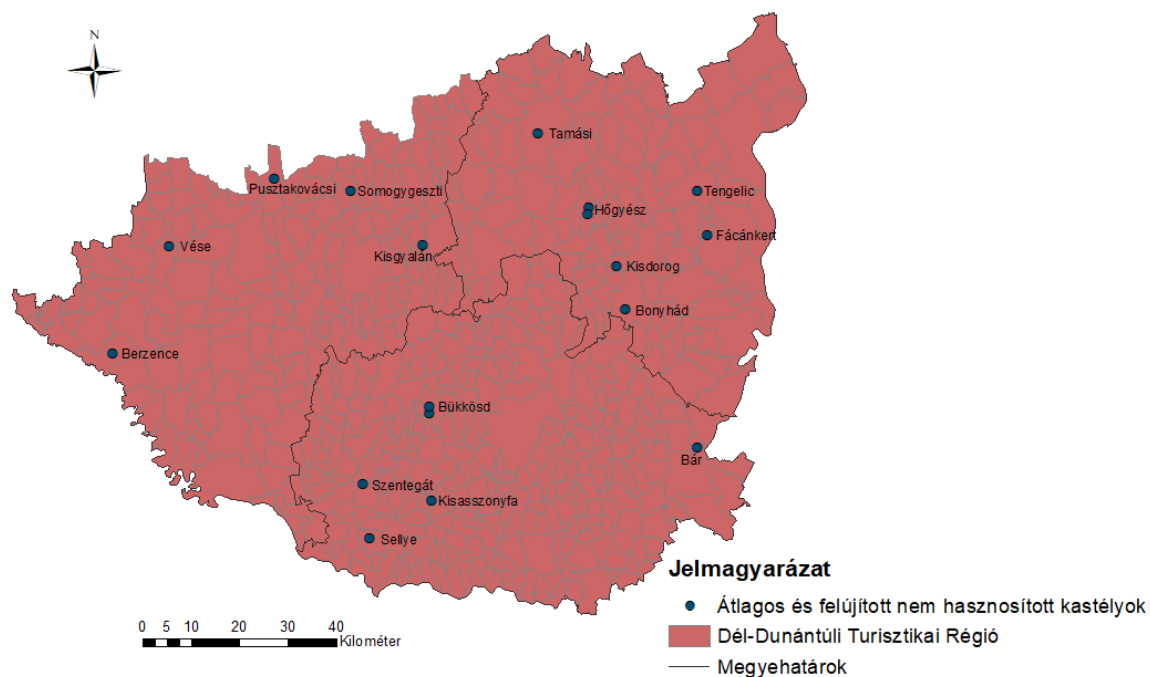 N
Tamási
Pusztakovácsi
Somogygeszti
Tengelic
Hőgyész
Fácánkert
Vése
Kisgyalán
Kisdorog
Bonyhád
Berzence
Bükkösd
Bár
Szentegát
Kisasszonyfa
Sellye
Jelmagyarázat
Átlagos és felújított nem hasznosított kastélyok
Dél-Dunántúli Turisztikai Régió
Megyehatárok
0 5 10 20 30 40
Kilométer